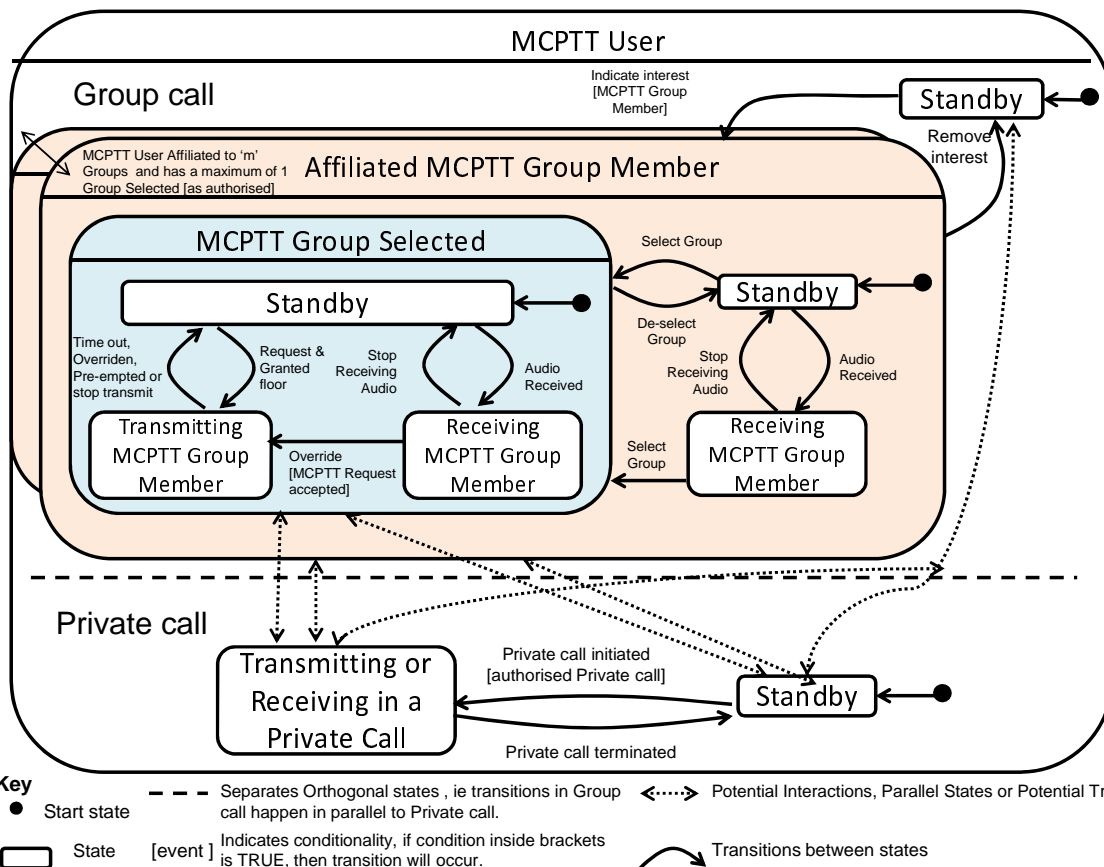 MCPTT User
Group call
Indicate interest
[MCPTT Group
Member]
Standby
Remove
interest
MCPTT User Affiliated to ‘m’
Groups and has a maximum of 1
Group Selected [as authorised]
Affiliated MCPTT Group Member
MCPTT Group Selected
Select Group
Standby
Standby
De-select
Group
Time out,
Overriden,
Pre-empted or
stop transmit
Request &
Granted
floor
Stop
Receiving
Audio
Audio
Received
Stop
Receiving
Audio
Audio
Received
Transmitting
MCPTT Group
Member
Override
[MCPTT Request
accepted]
Receiving
MCPTT Group
Member
Select
Group
Receiving
MCPTT Group
Member
Private call
Transmitting or
Receiving in a
Private Call
Private call initiated
[authorised Private call]
Standby
Private call terminated
Key
Start state
Separates Orthogonal states , ie transitions in Group
call happen in parallel to Private call.
Potential Interactions, Parallel States or Potential
State
[event ]
Indicates conditionality, if condition inside brackets
is TRUE, then transition will occur.
Transitions between states